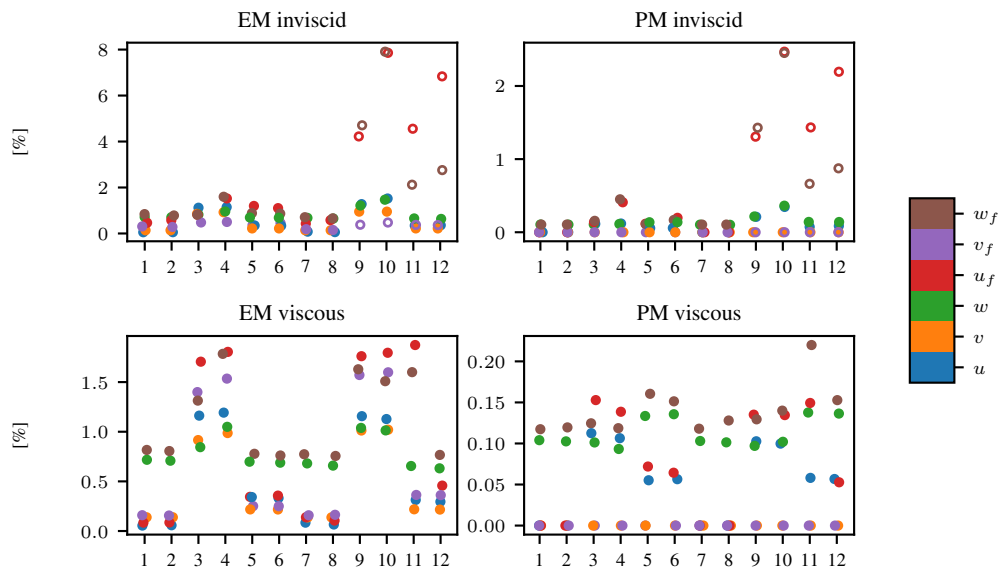 EM inviscid
PM inviscid
[%]
8
6
4
2
0
2
1
0
1 2 3 4 5 6 7 8 9 10 11 12
1 2 3 4 5 6 7 8 9 10 11 12
EM viscous
PM viscous
[%]
1.5
1.0
0.5
0.0
0.20
0.15
0.10
0.05
0.00
1 2 3 4 5 6 7 8 9 10 11 12
1 2 3 4 5 6 7 8 9 10 11 12
w_f
v_f
u_f
w
v
u